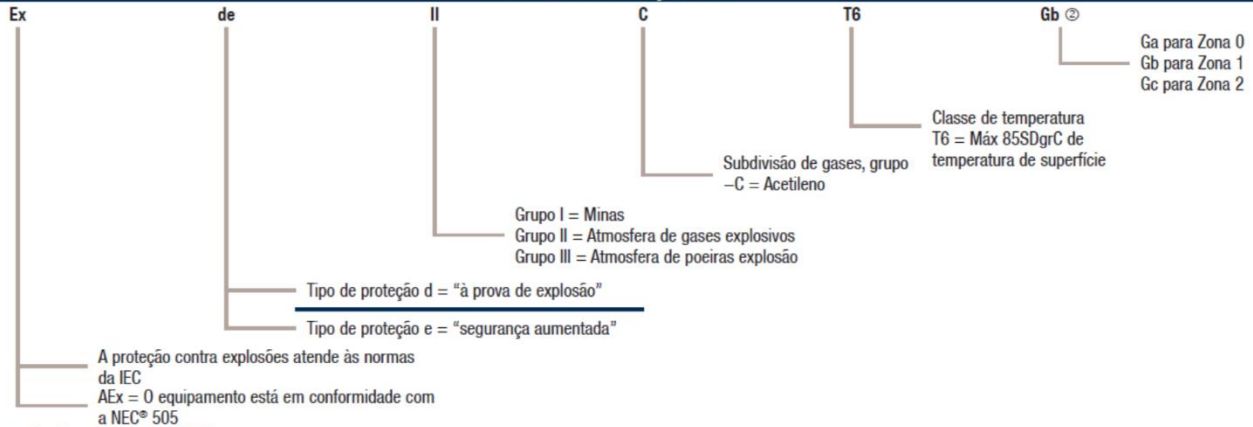 Ex de II C T6 Gb ②
Ga para Zona 0
Gb para Zona 1
Gc para Zona 2
Classe de temperatura
T6 = Máx 85SDgrC de
temperatura de superfície
Subdivisão de gases, grupo
–C = Acetileno
Grupo I = Minas
Grupo II = Atmosfera de gases explosivos
Grupo III = Atmosfera de poeiras explosão
Tipo de proteção d = “à prova de explosão”
Tipo de proteção e = “segurança aumentada”
A proteção contra explosões atende às normas
da IEC
AEx = O equipamento está em conformidade com
a NEC® 505